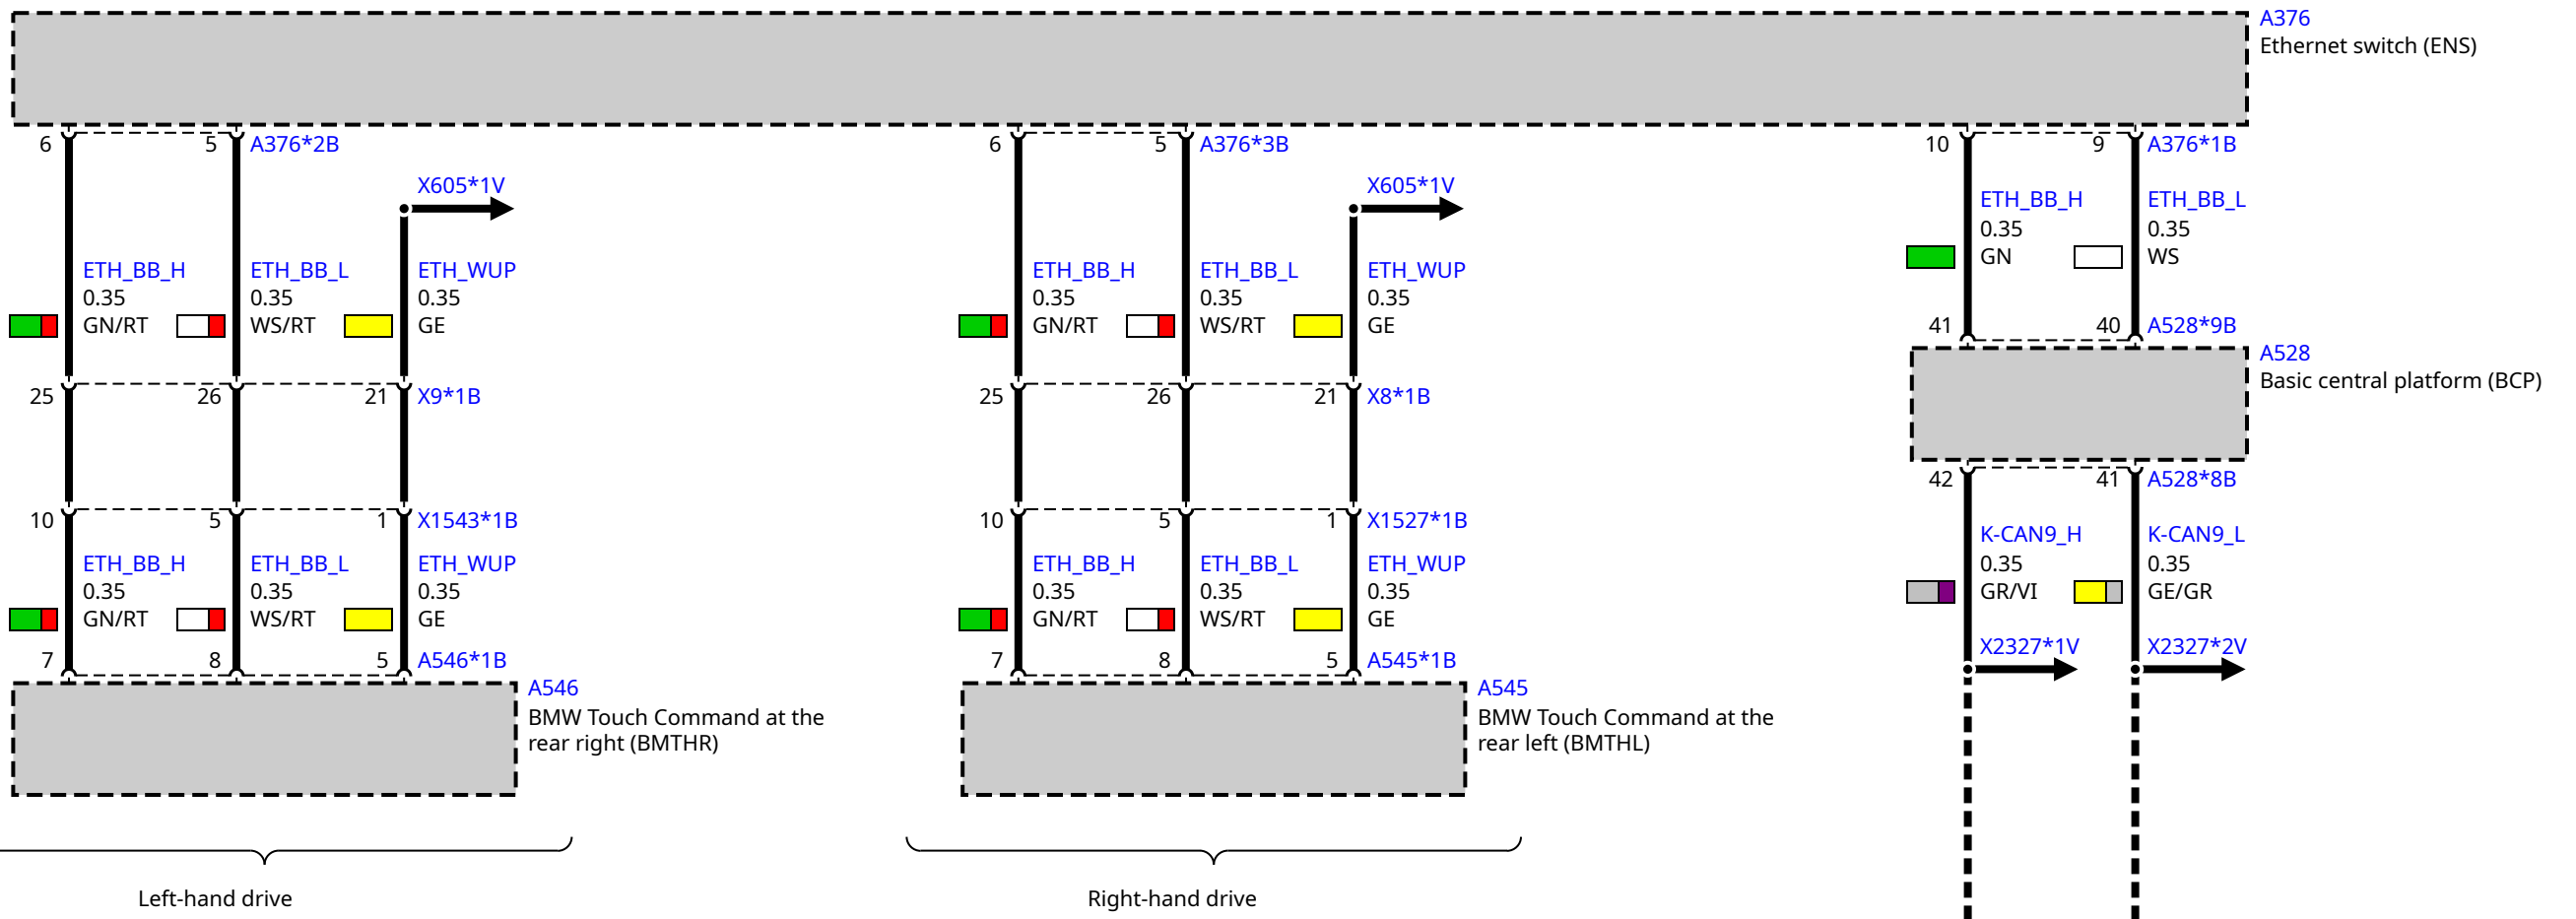 A376
Ethernet switch (ENS)
6 5 A376*2B
6 5 A376*3B
10 9 A376*1B
X605*1V
X605*1V
ETH_BB_H ETH_BB_L
0.35 0.35
GN WS
ETH_BB_H ETH_BB_L ETH_WUP
0.35 0.35 0.35
GN/RT WS/RT GE
ETH_BB_H ETH_BB_L ETH_WUP
0.35 0.35 0.35
GN/RT WS/RT GE
41 40 A528*9B
A528
Basic central platform (BCP)
25 26 21 X9*1B
25 26 21 X8*1B
42 41 A528*8B
10 5 1 X1543*1B
10 5 1 X1527*1B
K-CAN9_H K-CAN9_L
0.35 0.35
GR/VI GE/GR
ETH_BB_H ETH_BB_L ETH_WUP
0.35 0.35 0.35
GN/RT WS/RT GE
ETH_BB_H ETH_BB_L ETH_WUP
0.35 0.35 0.35
GN/RT WS/RT GE
X2327*1V X2327*2V
7 8 5 A546*1B
7 8 5 A545*1B
A546
BMW Touch Command at the
rear right (BMTHR)
A545
BMW Touch Command at the
rear left (BMTHL)
Left-hand drive
Right-hand drive